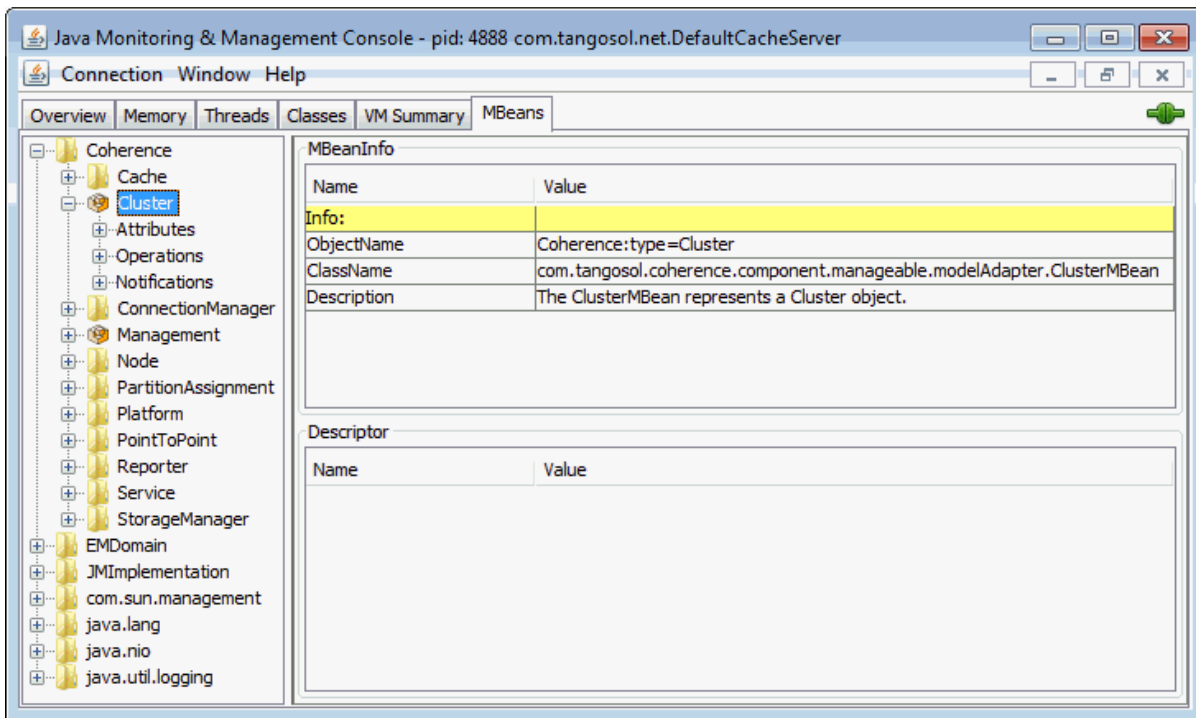 Java Monitoring & Management Console - pid: 4888 com.tangosol.net.DefaultCacheServer
Connection Window Help
Overview Memory Threads Classes VM Summary MBeans
Coherence
Cache
Cluster
Attributes
Operations
Notifications
ConnectionManager
Management
Node
PartitionAssignment
Platform
PointToPoint
Reporter
Service
StorageManager
EMDomain
JMImplementation
com.sun.management
java.lang
java.nio
java.util.logging
MBeanInfo
Name Value
Info:
ObjectName Coherence:type=Cluster
ClassName com.tangosol.coherence.component.manageable.modelAdapter.ClusterMBean
Description The ClusterMBean represents a Cluster object.
Descriptor
Name Value